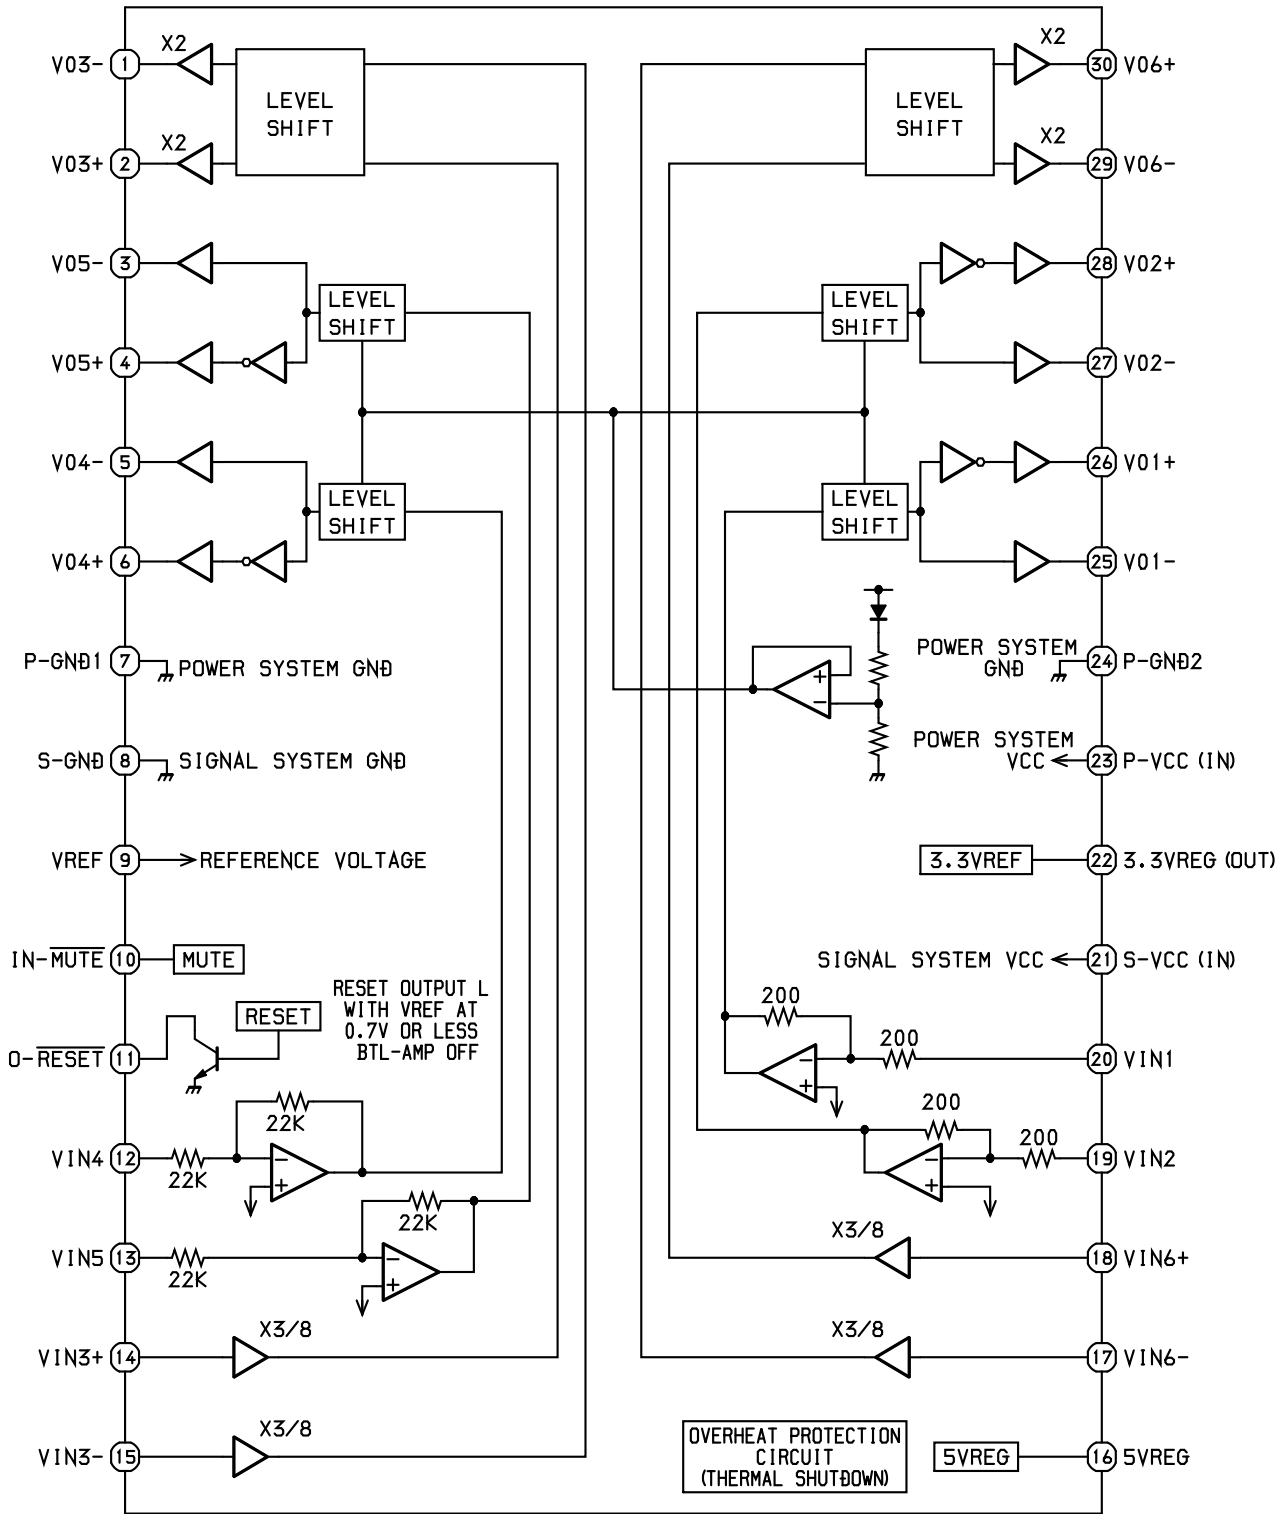 X2
VO3- 1
LEVEL
SHIFT
X2
VO3+ 2
VO5- 3
LEVEL
SHIFT
VO5+ 4
VO4- 5
LEVEL
SHIFT
VO4+ 6
P-GND1 7 POWER SYSTEM GND
S-GND 8 SIGNAL SYSTEM GND
VREF 9 REFERENCE VOLTAGE
IN-MUTE 10 MUTE
RESET OUTPUT L
WITH VREF AT
0.7V OR LESS
BTL-AMP OFF
RESET
O-RESET 11
22K
VIN4 12
22K
-
+
22K
VIN5 13
22K
-
+
X3/8
VIN3+ 14
X3/8
VIN3- 15
X2
30 VO6+
LEVEL
SHIFT
X2
29 VO6-
28 VO2+
LEVEL
SHIFT
27 VO2-
26 VO1+
LEVEL
SHIFT
25 VO1-
+
-
POWER SYSTEM
GND
24 P-GND2
POWER SYSTEM
VCC 23 P-VCC (IN)
3.3VREF 22 3.3VREG (OUT)
SIGNAL SYSTEM VCC 21 S-VCC (IN)
200
200
-
+
20 VIN1
200
200
-
+
19 VIN2
X3/8
18 VIN6+
X3/8
17 VIN6-
OVERHEAT PROTECTION
CIRCUIT
(THERMAL SHUTDOWN)
5VREG 16 5VREG